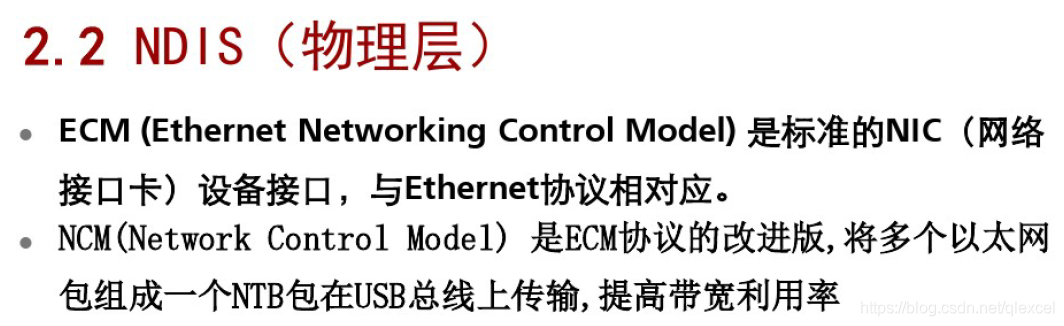 2.2 NDIS（物理层）
• ECM (Ethernet Networking Control Model) 是标准的NIC（网络
接口卡）设备接口，与Ethernet协议相对应。
• NCM(Network Control Model) 是ECM协议的改进版,将多个以太网
包组成一个NTB包在USB总线上传输,提高带宽利用率
https://blog.csdn.net/qlexcel